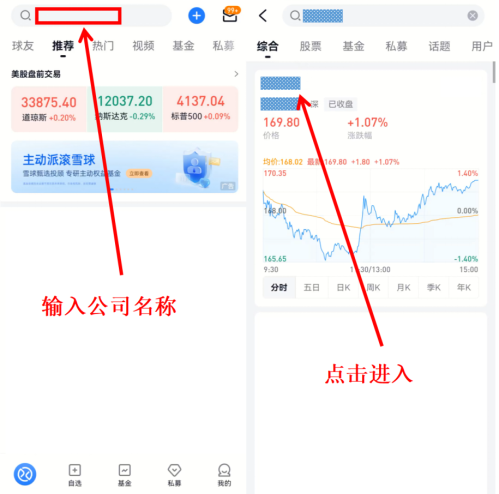 99+
球友 推荐 热门 视频 基金 私募
美股盘前交易
33875.40 12037.20 4137.04
道琼斯 +0.20% 纳斯达克 -0.29% 标普500 +0.09%
主动派滚雪球
雪球甄选投顾 专研主动权益基金 立即查看
广告
输入公司名称
自选 基金 私募 我的
综合 股票 基金 私募 话题 用户
深 已收盘
169.80 +1.07%
价格 涨跌幅
均价:168.02 最新:169.80 +1.80 +1.07%
170.35 1.40%
168.00 0.00%
165.65 -1.40%
9:30 11:30/13:00 15:00
分时 五日 日K 周K 月K 季K 年K
点击进入